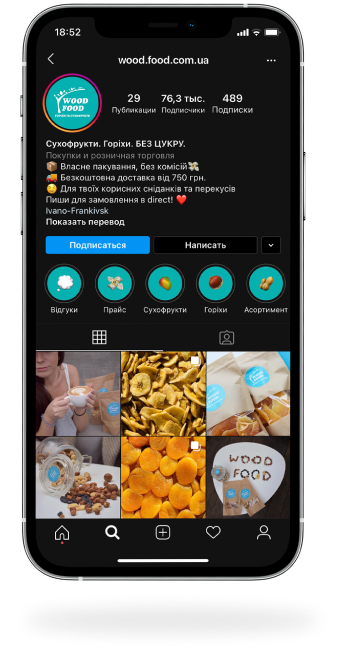 18:52
wood.food.com.ua
WOOD
FOOD
29 76,3 тыс. 489
Публикации Подписчики Подписки
Сухофрукти. Горіхи. БЕЗ ЦУКРУ.
Покупки и розничная торговля
📦 Власне пакування, без комісій💸
🚚 Безкоштовна доставка від 750 грн.
😋 Для твоїх корисних сніданків та перекусів
Пиши для замовлення в direct! ❤️
Ivano-Frankivsk
Показать перевод
Подписаться Написать
Відгуки Прайс Сухофрукти Горіхи Асортимент
WOOD
FOOD